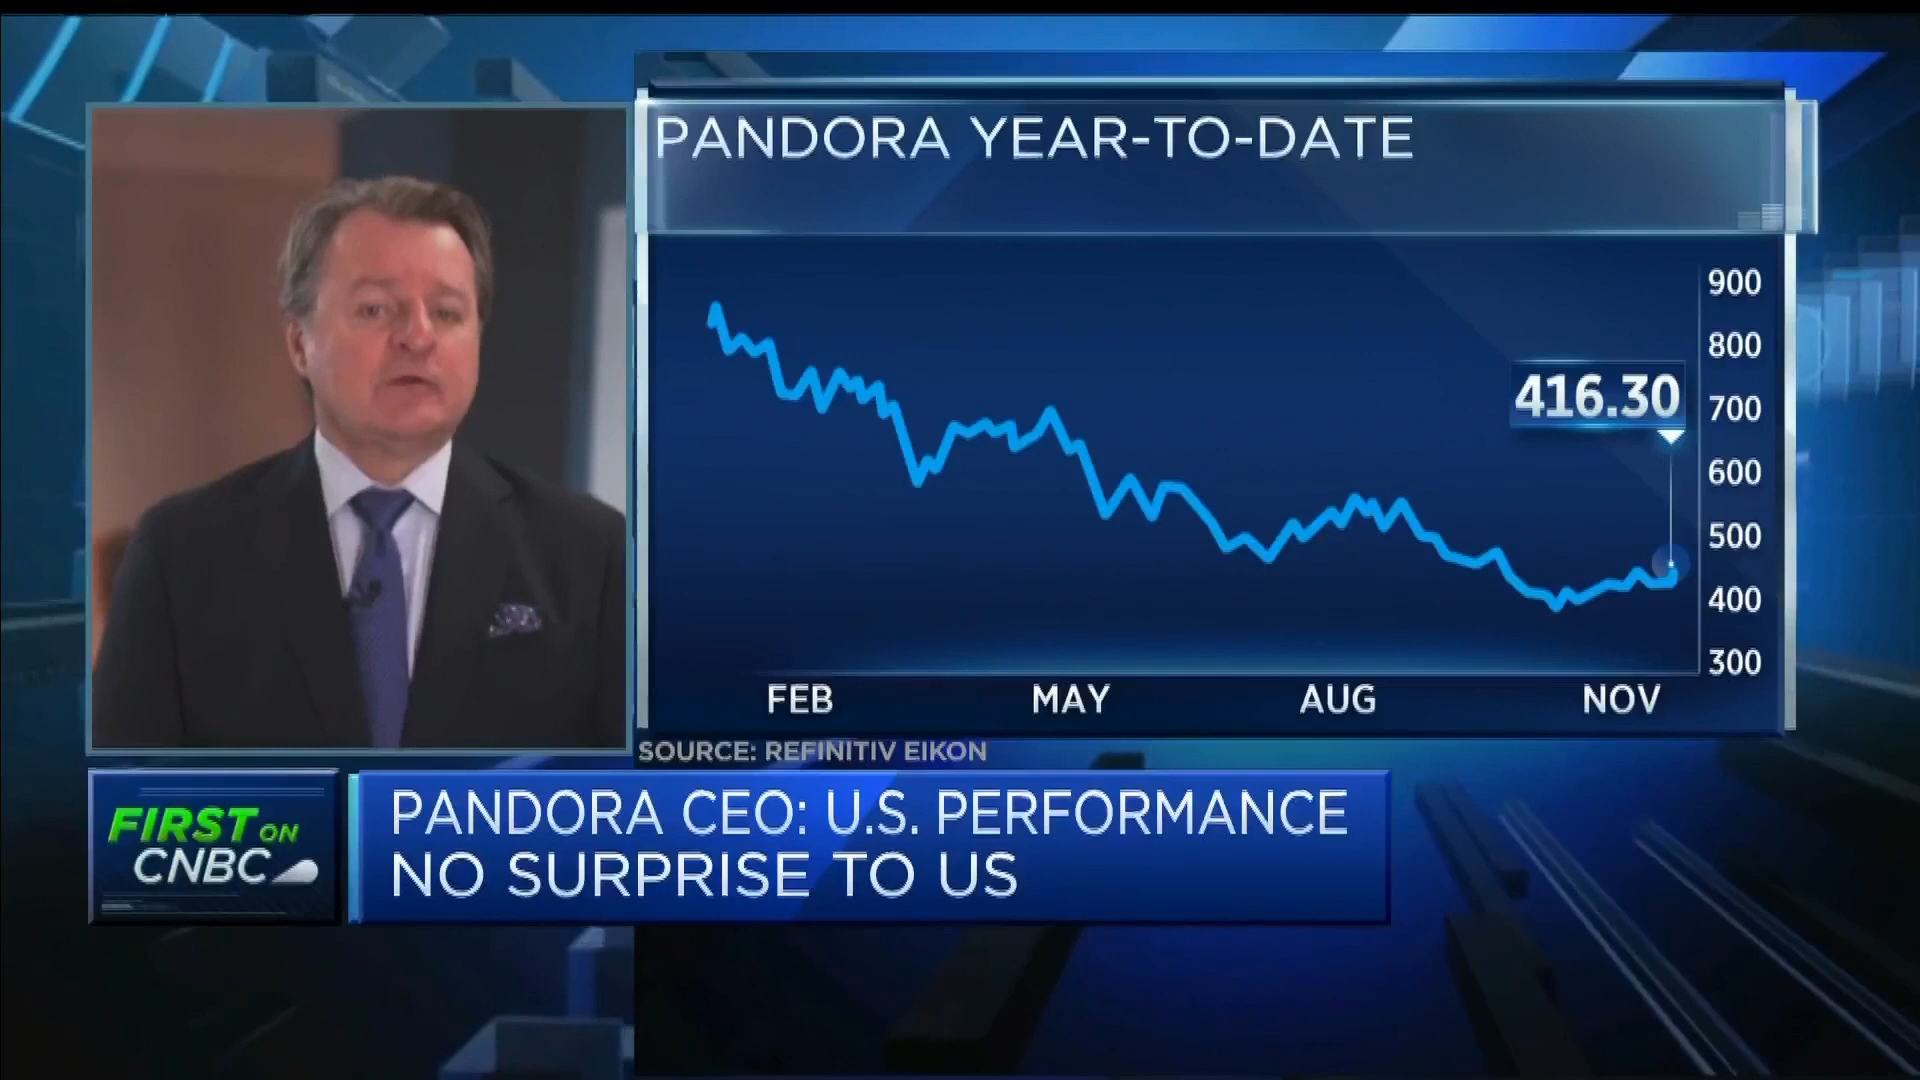 PANDORA YEAR-TO-DATE
900
800
416.30
700
600
500
400
300
FEB MAY AUG NOV
SOURCE: REFINITIV EIKON
FIRST ON
CNBC
PANDORA CEO: U.S. PERFORMANCE
NO SURPRISE TO US